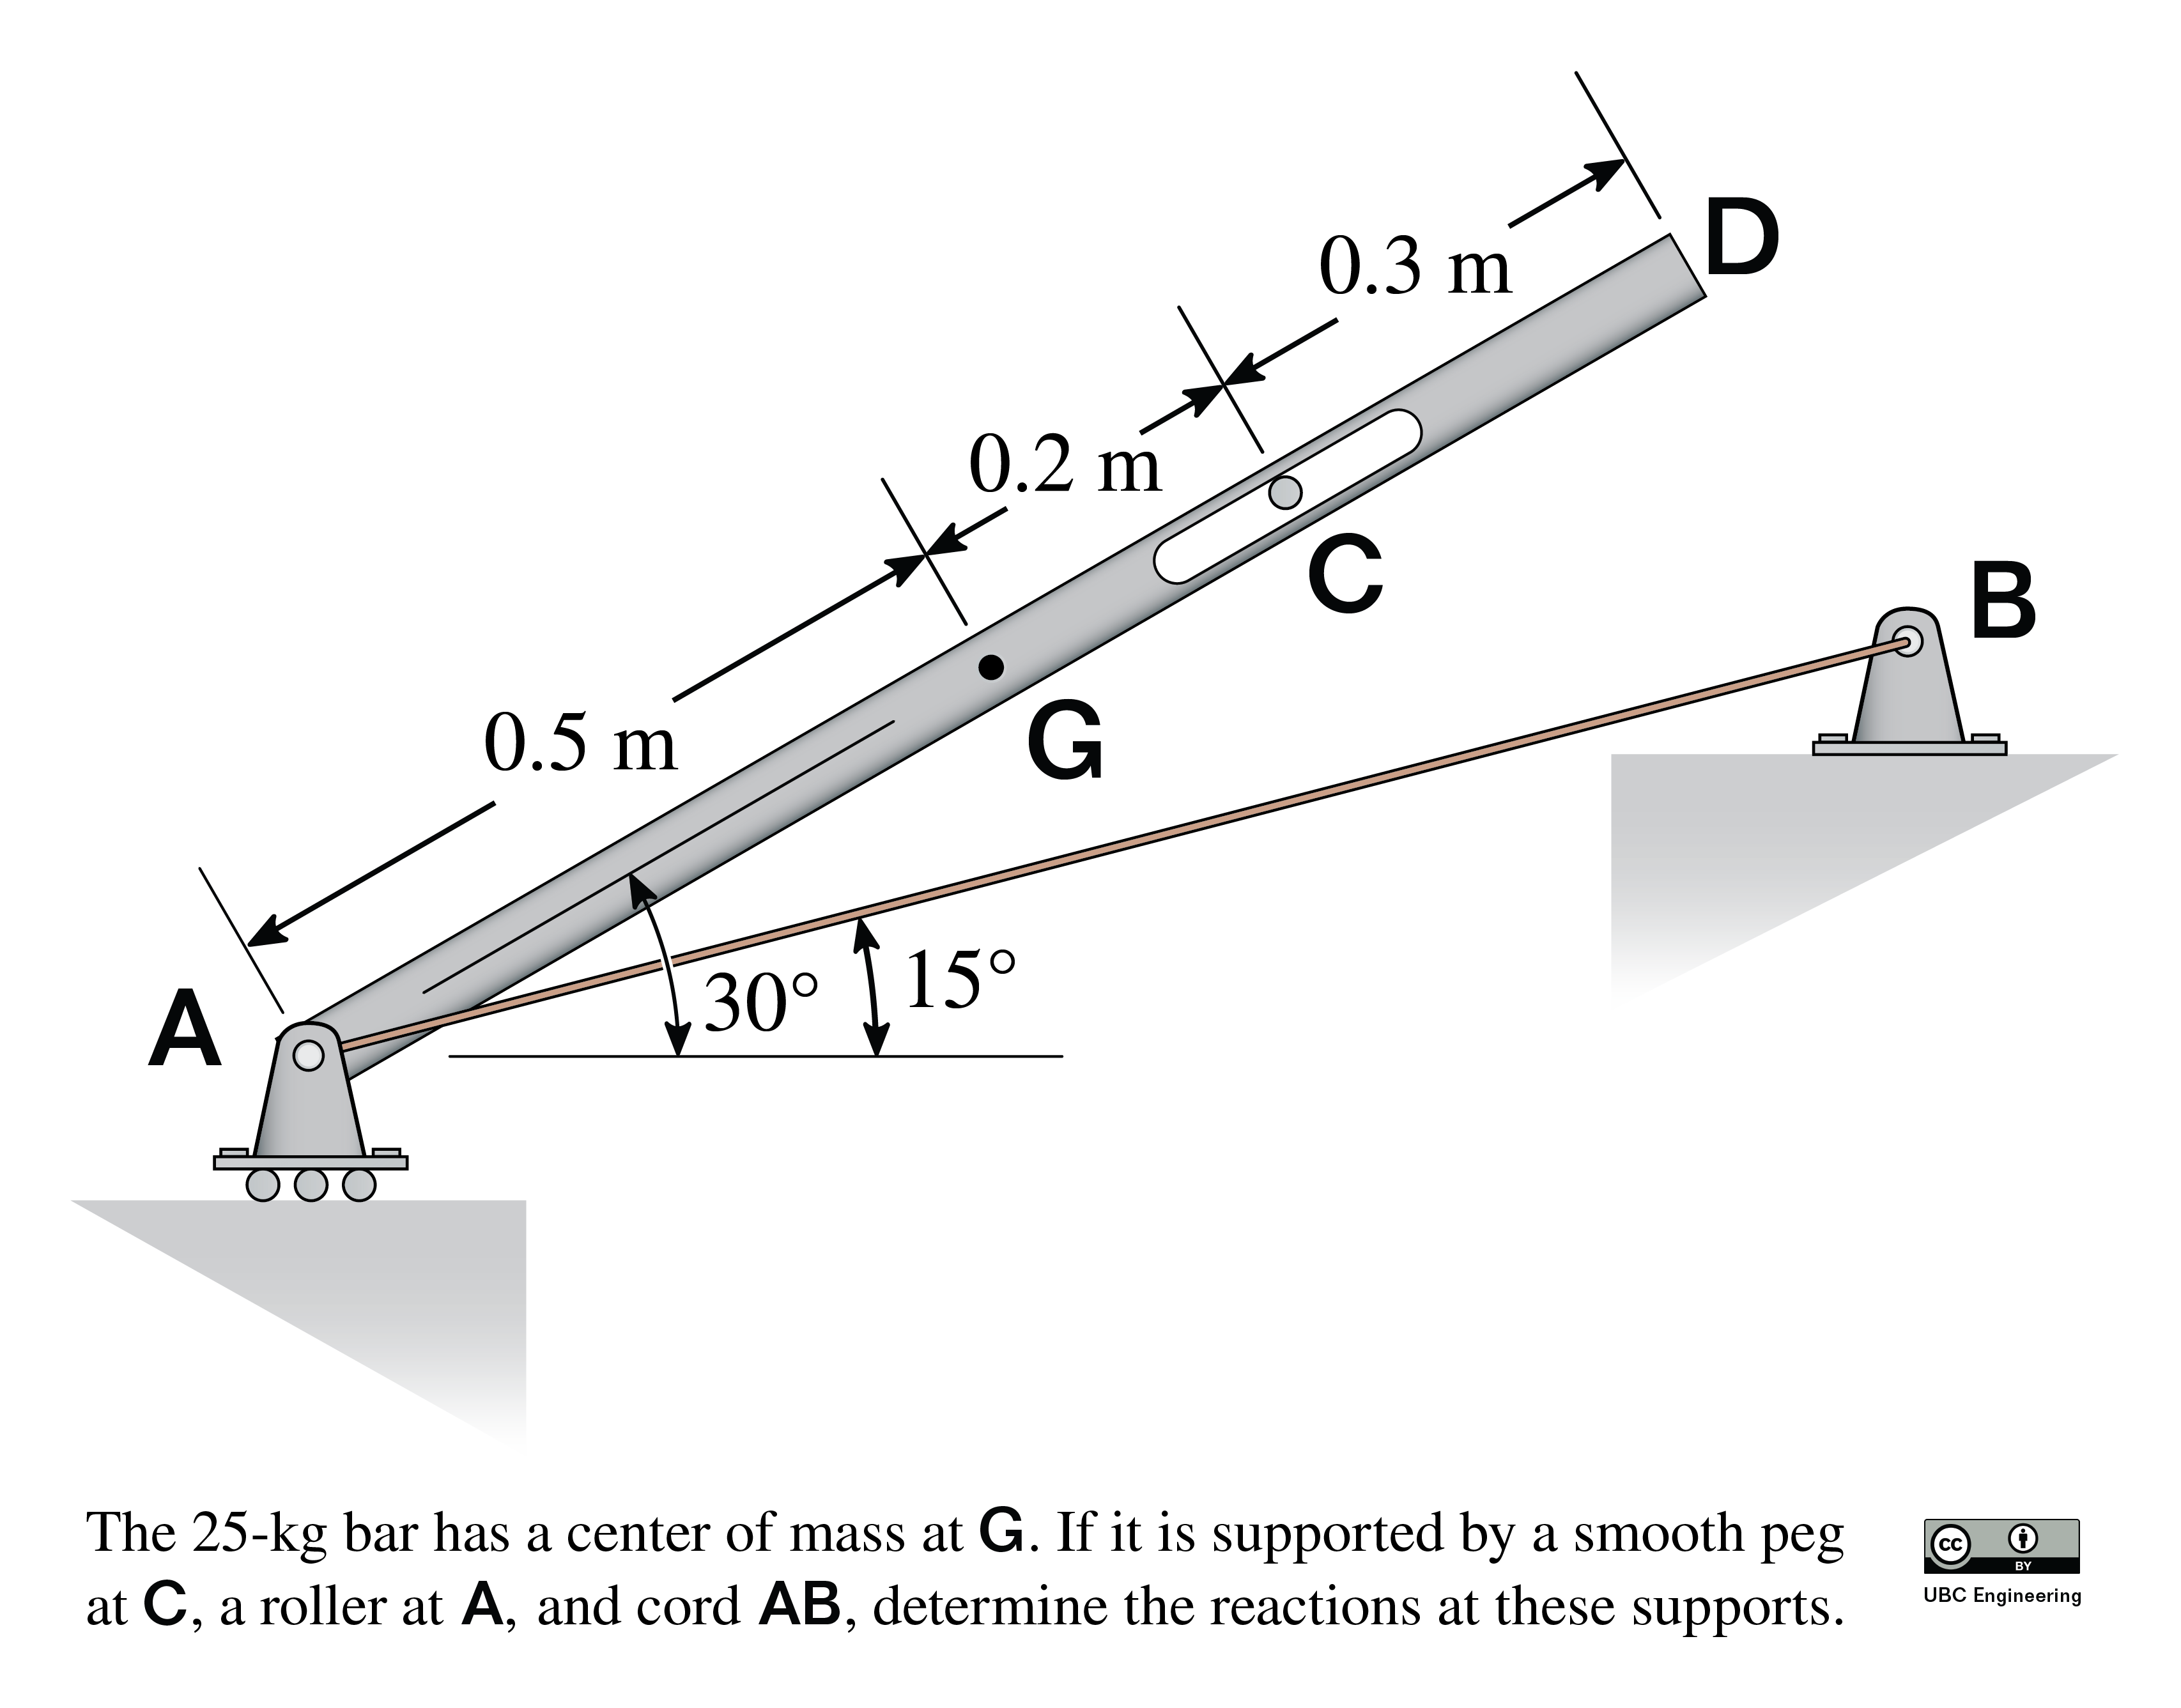 D
0.3 m
0.2 m
C
B
0.5 m
G
A
30°
15°
The 25-kg bar has a center of mass at G. If it is supported by a smooth peg
at C, a roller at A, and cord AB, determine the reactions at these supports.
cc
BY
UBC Engineering